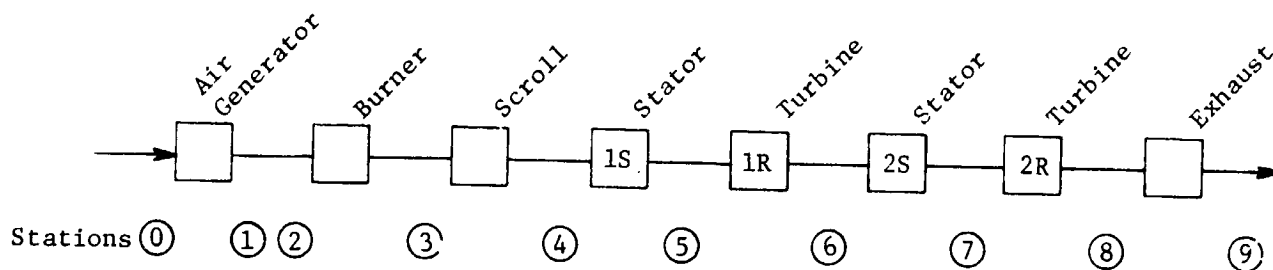 Air
Generator
Burner
Scroll
Stator
Turbine
Stator
Turbine
Exhaust
1S
1R
2S
2R
Stations 0 1 2 3 4 5 6 7 8 9